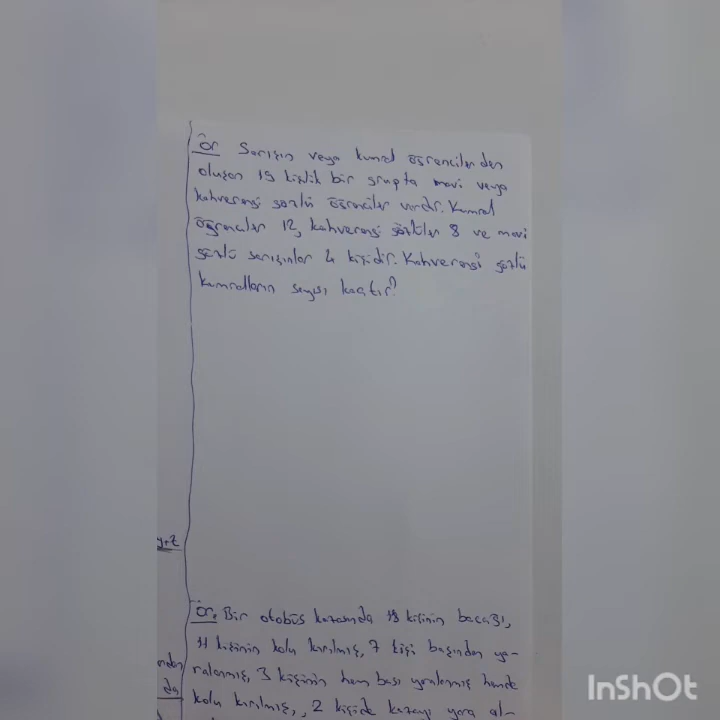 Ör Sarışın veya kumral öğrencilerden
oluşan 19 kişilik bir grupta mavi veya
kahverengi gözlü öğrenciler vardır. Kumral
öğrenciler 12, kahverengi gözlüler 8 ve mavi
gözlü sarışınlar 4 kişidir. Kahverengi gözlü
kumralların sayısı kaçtır?
y+z
Ör. Bir otobüs kazasında 18 kişinin bacağı,
11 kişinin kolu kırılmış, 7 kişi başından ya-
ralanmış, 3 kişinin hem başı yaralanmış hemde
da
kolu kırılmış, 2 kişide kazayı yara al-
InShOt